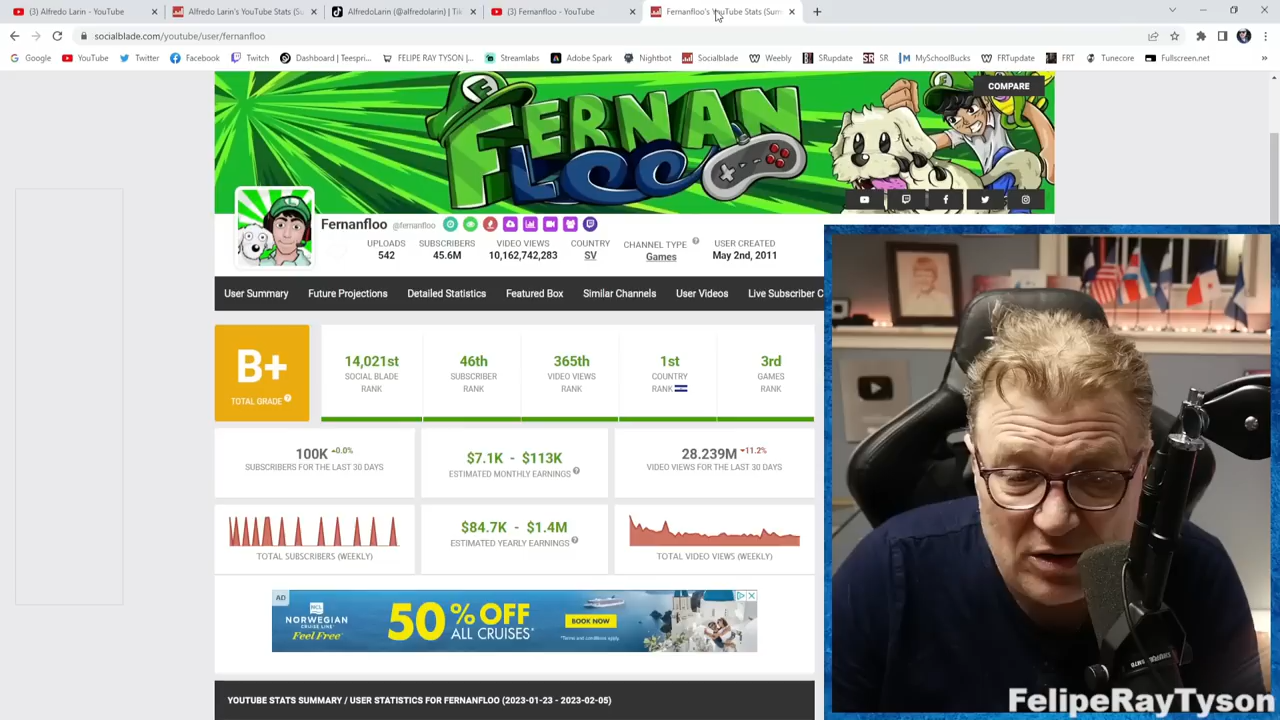 (3) Alfredo Larin - YouTube
Alfredo Larin's YouTube Stats (Sum
AlfredoLarin (@alfredolarin) | Tik
(3) Fernanfloo - YouTube
Fernanfloo's YouTube Stats (Sum
socialblade.com/youtube/user/fernanfloo
Google
YouTube
Twitter
Facebook
Twitch
Dashboard | Teespri...
FELIPE RAY TYSON |...
Streamlabs
Adobe Spark
Nightbot
Socialblade
Weebly
SRupdate
SR
MySchoolBucks
FRTupdate
FRT
Tunecore
Fullscreen.net
COMPARE
FERNAN
FLOO
Fernanfloo @fernanfloo
UPLOADS
542
SUBSCRIBERS
45.6M
VIDEO VIEWS
10,162,742,283
COUNTRY
SV
CHANNEL TYPE
Games
USER CREATED
May 2nd, 2011
User Summary
Future Projections
Detailed Statistics
Featured Box
Similar Channels
User Videos
Live Subscriber C
B+
TOTAL GRADE
14,021st
SOCIAL BLADE
RANK
46th
SUBSCRIBER
RANK
365th
VIDEO VIEWS
RANK
1st
COUNTRY
RANK
3rd
GAMES
RANK
100K 0.0%
SUBSCRIBERS FOR THE LAST 30 DAYS
$7.1K - $113K
ESTIMATED MONTHLY EARNINGS
28.239M 11.2%
VIDEO VIEWS FOR THE LAST 30 DAYS
TOTAL SUBSCRIBERS (WEEKLY)
$84.7K - $1.4M
ESTIMATED YEARLY EARNINGS
TOTAL VIDEO VIEWS (WEEKLY)
AD
NCL
NORWEGIAN
CRUISE LINE
Feel Free
50% OFF
ALL CRUISES*
BOOK NOW
*Terms and conditions apply.
YOUTUBE STATS SUMMARY / USER STATISTICS FOR FERNANFLOO (2023-01-23 - 2023-02-05)
FelipeRayTyson